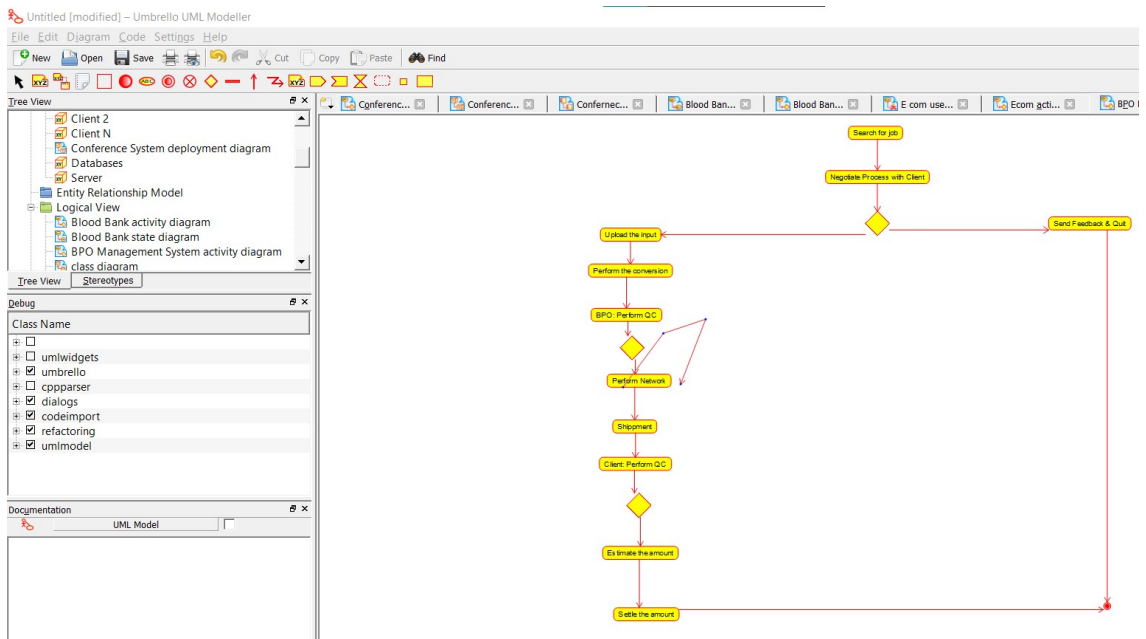 Untitled [modified] – Umbrello UML Modeller
File Edit Diagram Code Settings Help
New Open Save Cut Copy Paste Find
Tree View
Conferenc... Conferenc... Confernec... Blood Ban... Blood Ban... E com use... Ecom acti... BPO
Client 2
Client N
Conference System deployment diagram
Databases
Server
Entity Relationship Model
Logical View
Blood Bank activity diagram
Blood Bank state diagram
BPO Management System activity diagram
class diagram
Tree View Stereotypes
Debug
Class Name
umlwidgets
umbrello
cppparser
dialogs
codeimport
refactoring
umlmodel
Documentation
UML Model
Search for job
Negotiate Process with Client
Send Feedback & Quit
Upload the input
Perform the conversion
BPO: Perform QC
Perform Network
Shippment
Client: Perform QC
Estimate the amount
Settle the amount